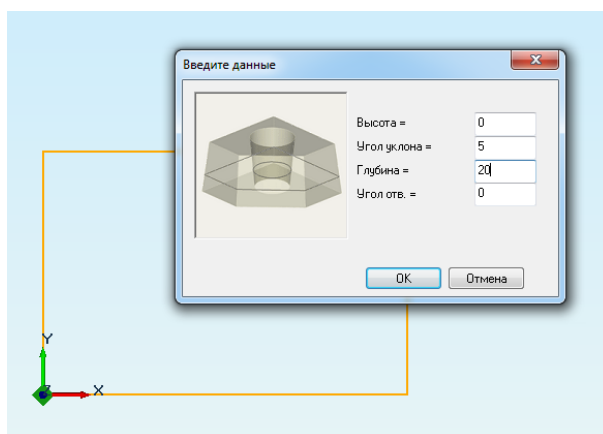 Введите данные
Высота = 0
Угол уклона = 5
Глубина = 20
Угол отв. = 0
OK Отмена
Y
Z X